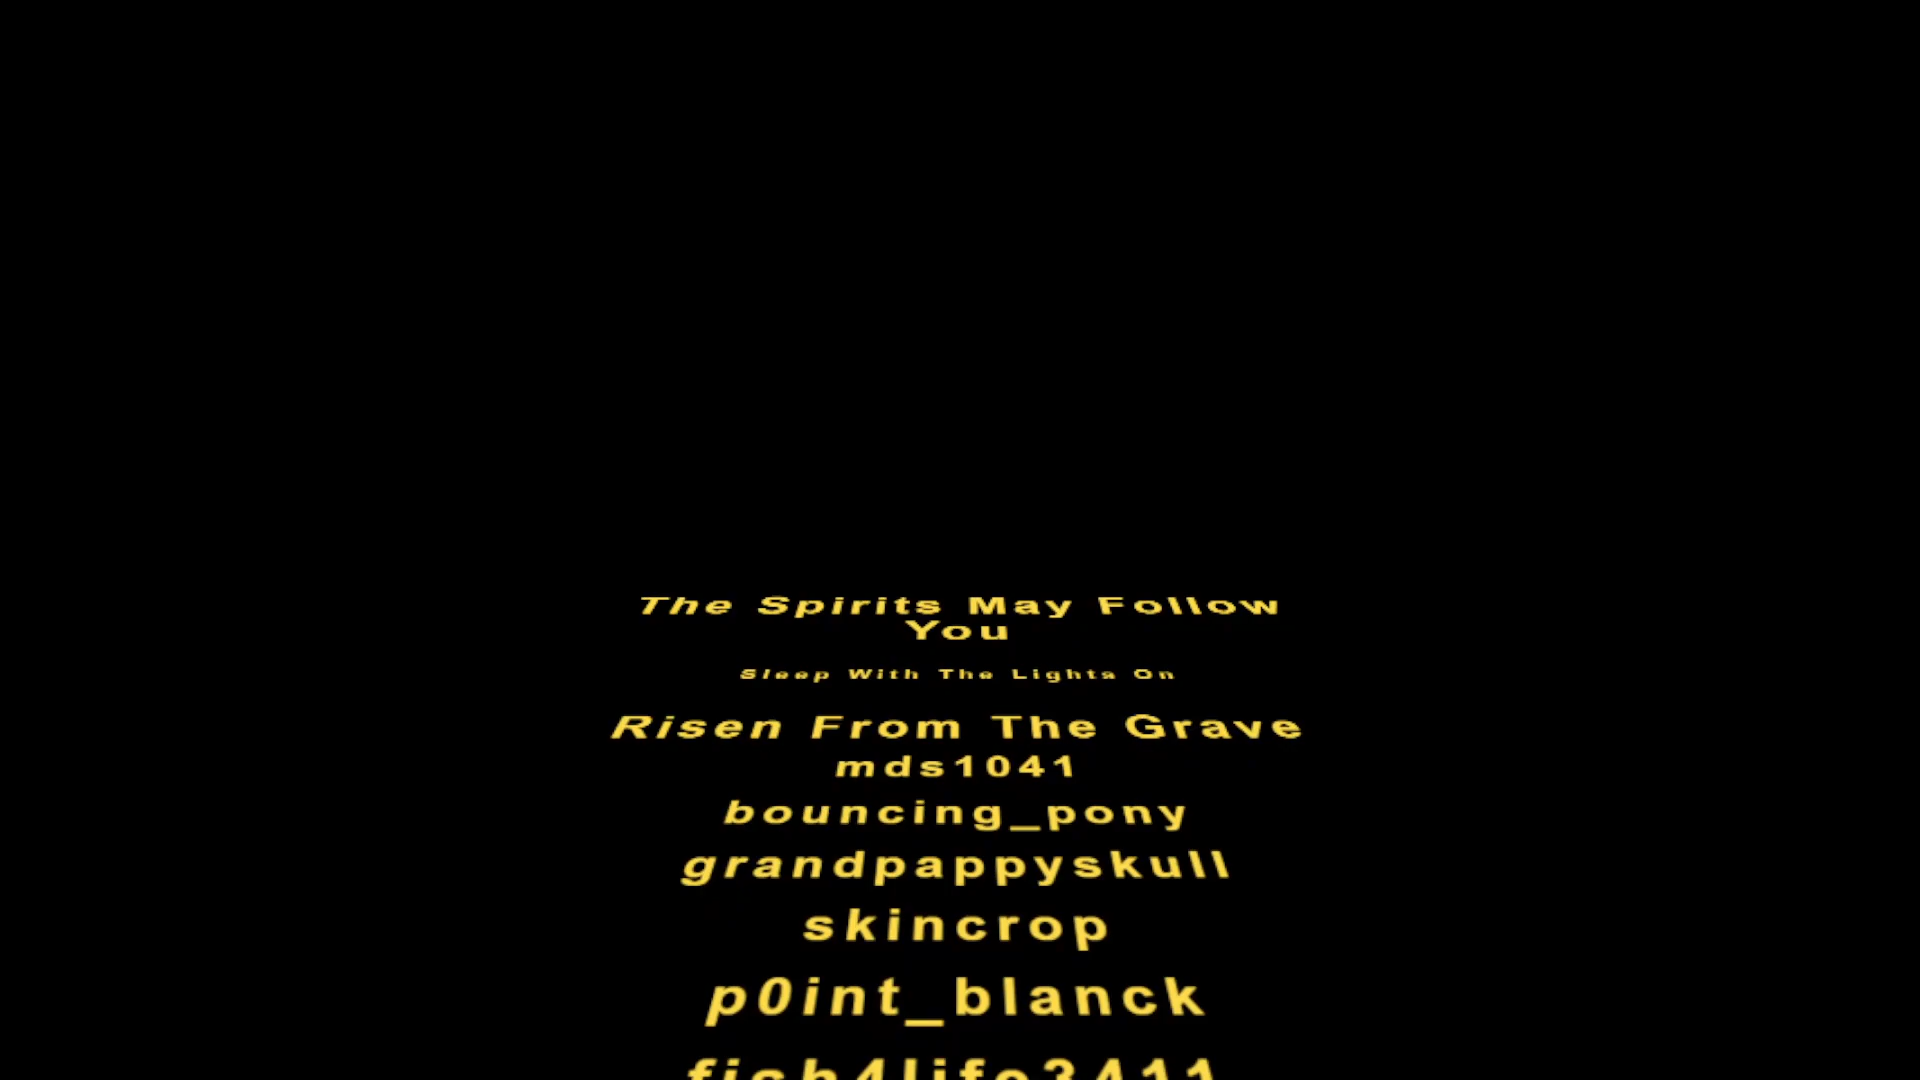 The Spirits May Follow
You
Sleep With The Lights On
Risen From The Grave
mds1041
bouncing_pony
grandpappyskull
skincrop
p0int_blanck
fish4life3411